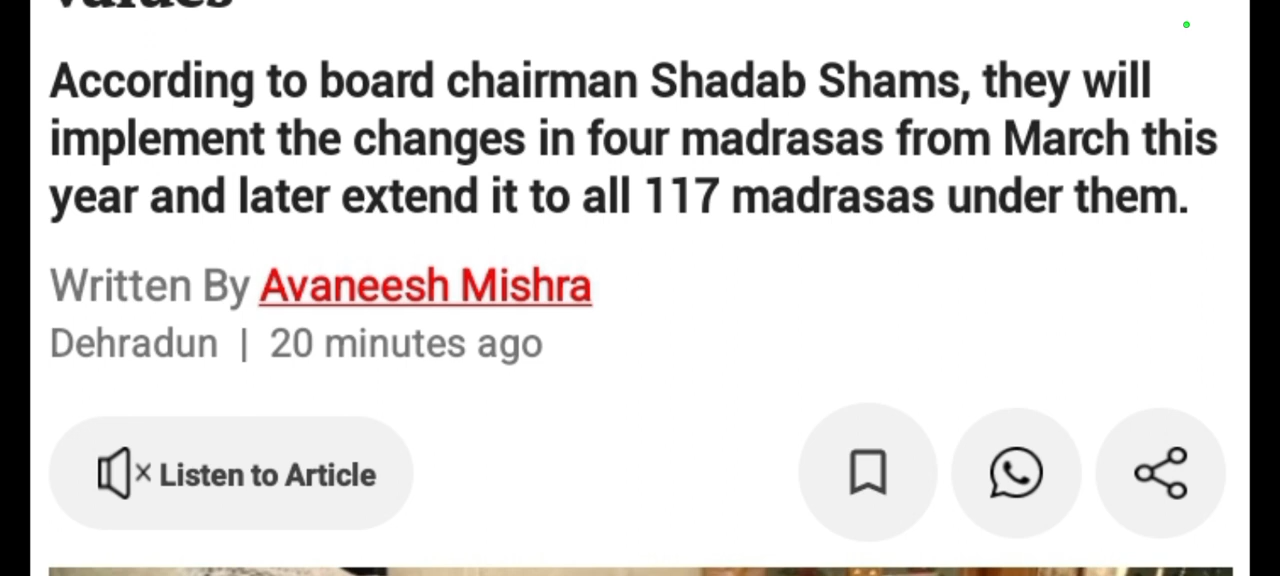 values
According to board chairman Shadab Shams, they will
implement the changes in four madrasas from March this
year and later extend it to all 117 madrasas under them.
Written By Avaneesh Mishra
Dehradun | 20 minutes ago
Listen to Article